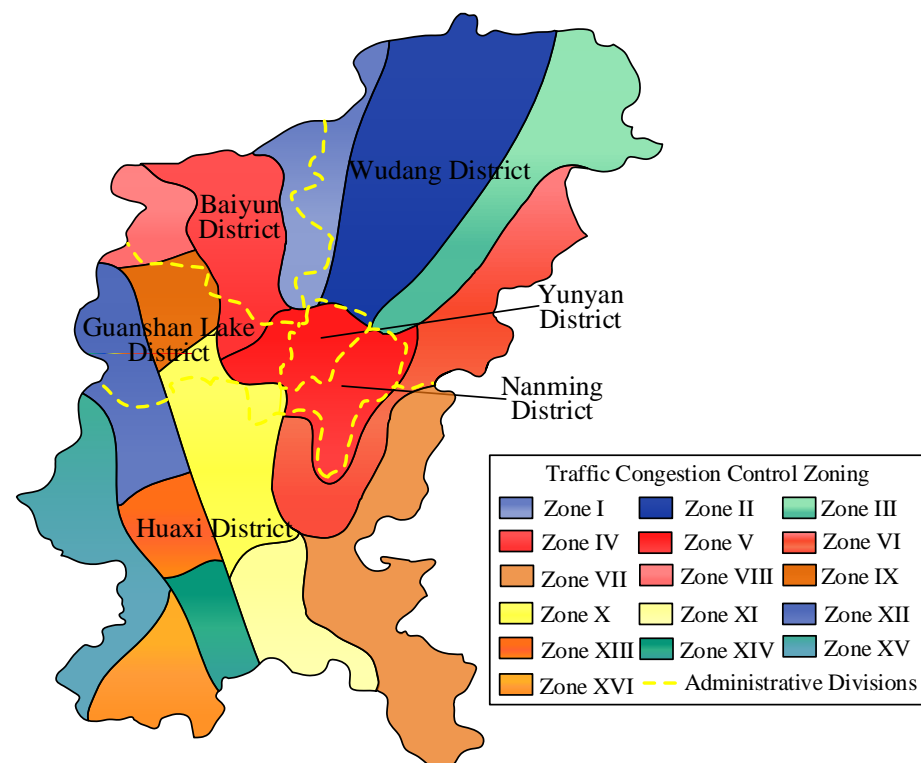 Wudang District
Baiyun
District
Yunyan
District
Guanshan Lake
District
Nanming
District
Huaxi District
Traffic Congestion Control Zoning
Zone I
Zone II
Zone III
Zone IV
Zone V
Zone VI
Zone VII
Zone VIII
Zone IX
Zone X
Zone XI
Zone XII
Zone XIII
Zone XIV
Zone XV
Zone XVI
Administrative Divisions